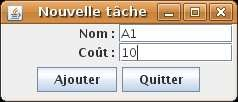 Nouvelle tâche
Nom : A1
Coût : 10
Ajouter Quitter